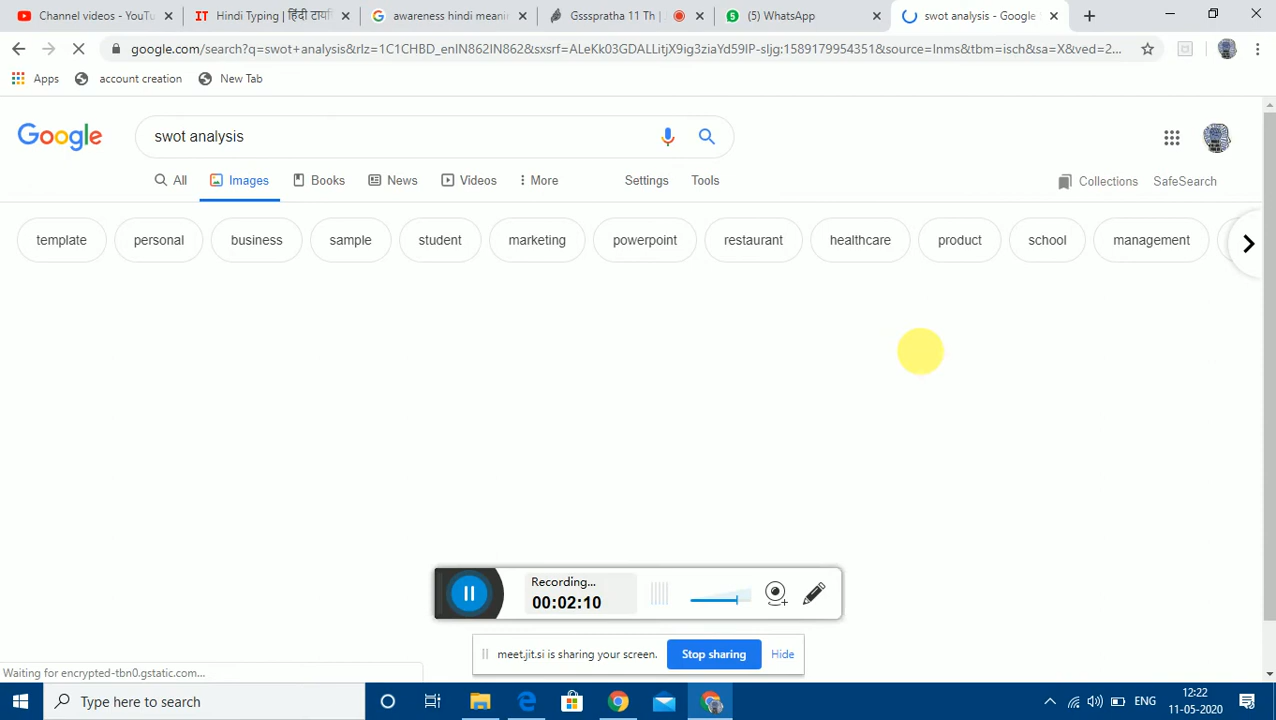 Channel videos - YouTu
Hindi Typing | हिंदी टायपि
awareness hindi meani
Gssspratha 11 Th |
(5) WhatsApp
swot analysis - Google
google.com/search?q=swot+analysis&rlz=1C1CHBD_enIN862IN862&sxsrf=ALeKk03GDALLitjX9ig3ziaYd59IP-sljg:1589179954351&source=lnms&tbm=isch&sa=X&ved=2...
Apps
account creation
New Tab
Google
swot analysis
All
Images
Books
News
Videos
More
Settings
Tools
Collections
SafeSearch
template
personal
business
sample
student
marketing
powerpoint
restaurant
healthcare
product
school
management
Recording...
00:02:10
meet.jit.si is sharing your screen.
Stop sharing
Hide
Waiting for encrypted-tbn0.gstatic.com...
Type here to search
ENG
12:22
11-05-2020